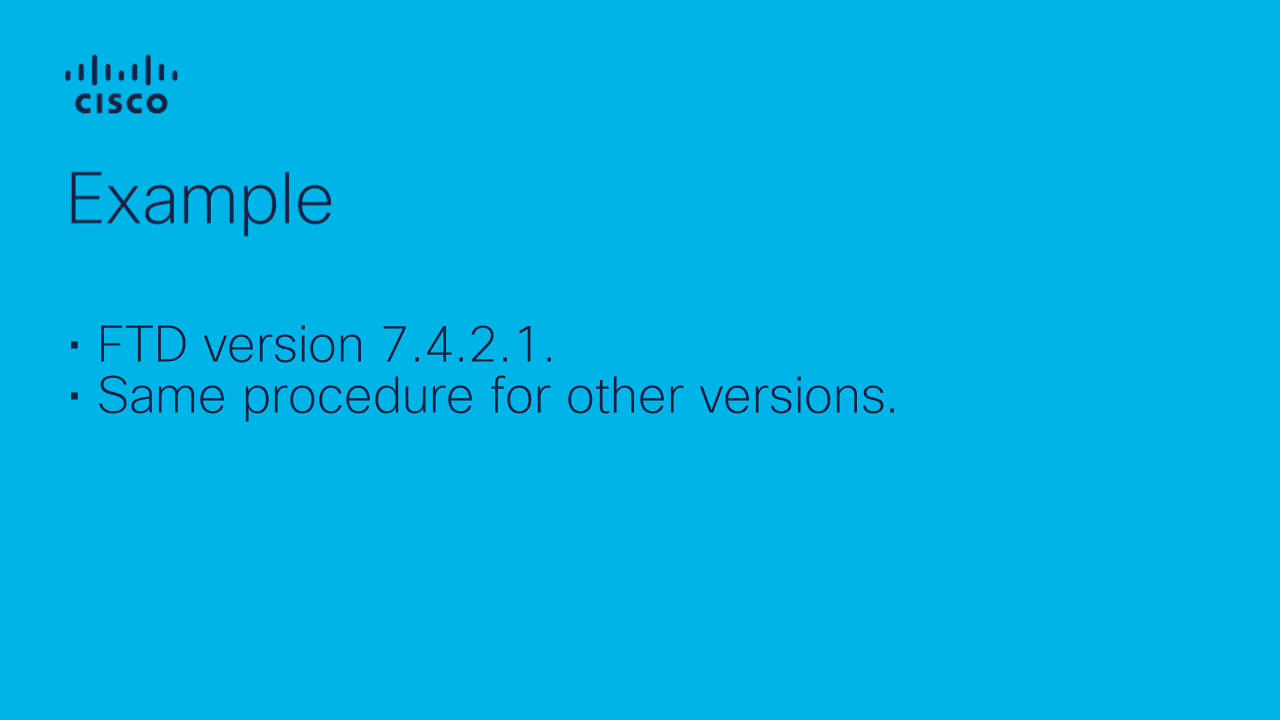 CISCO
Example
▪ FTD version 7.4.2.1.
▪ Same procedure for other versions.